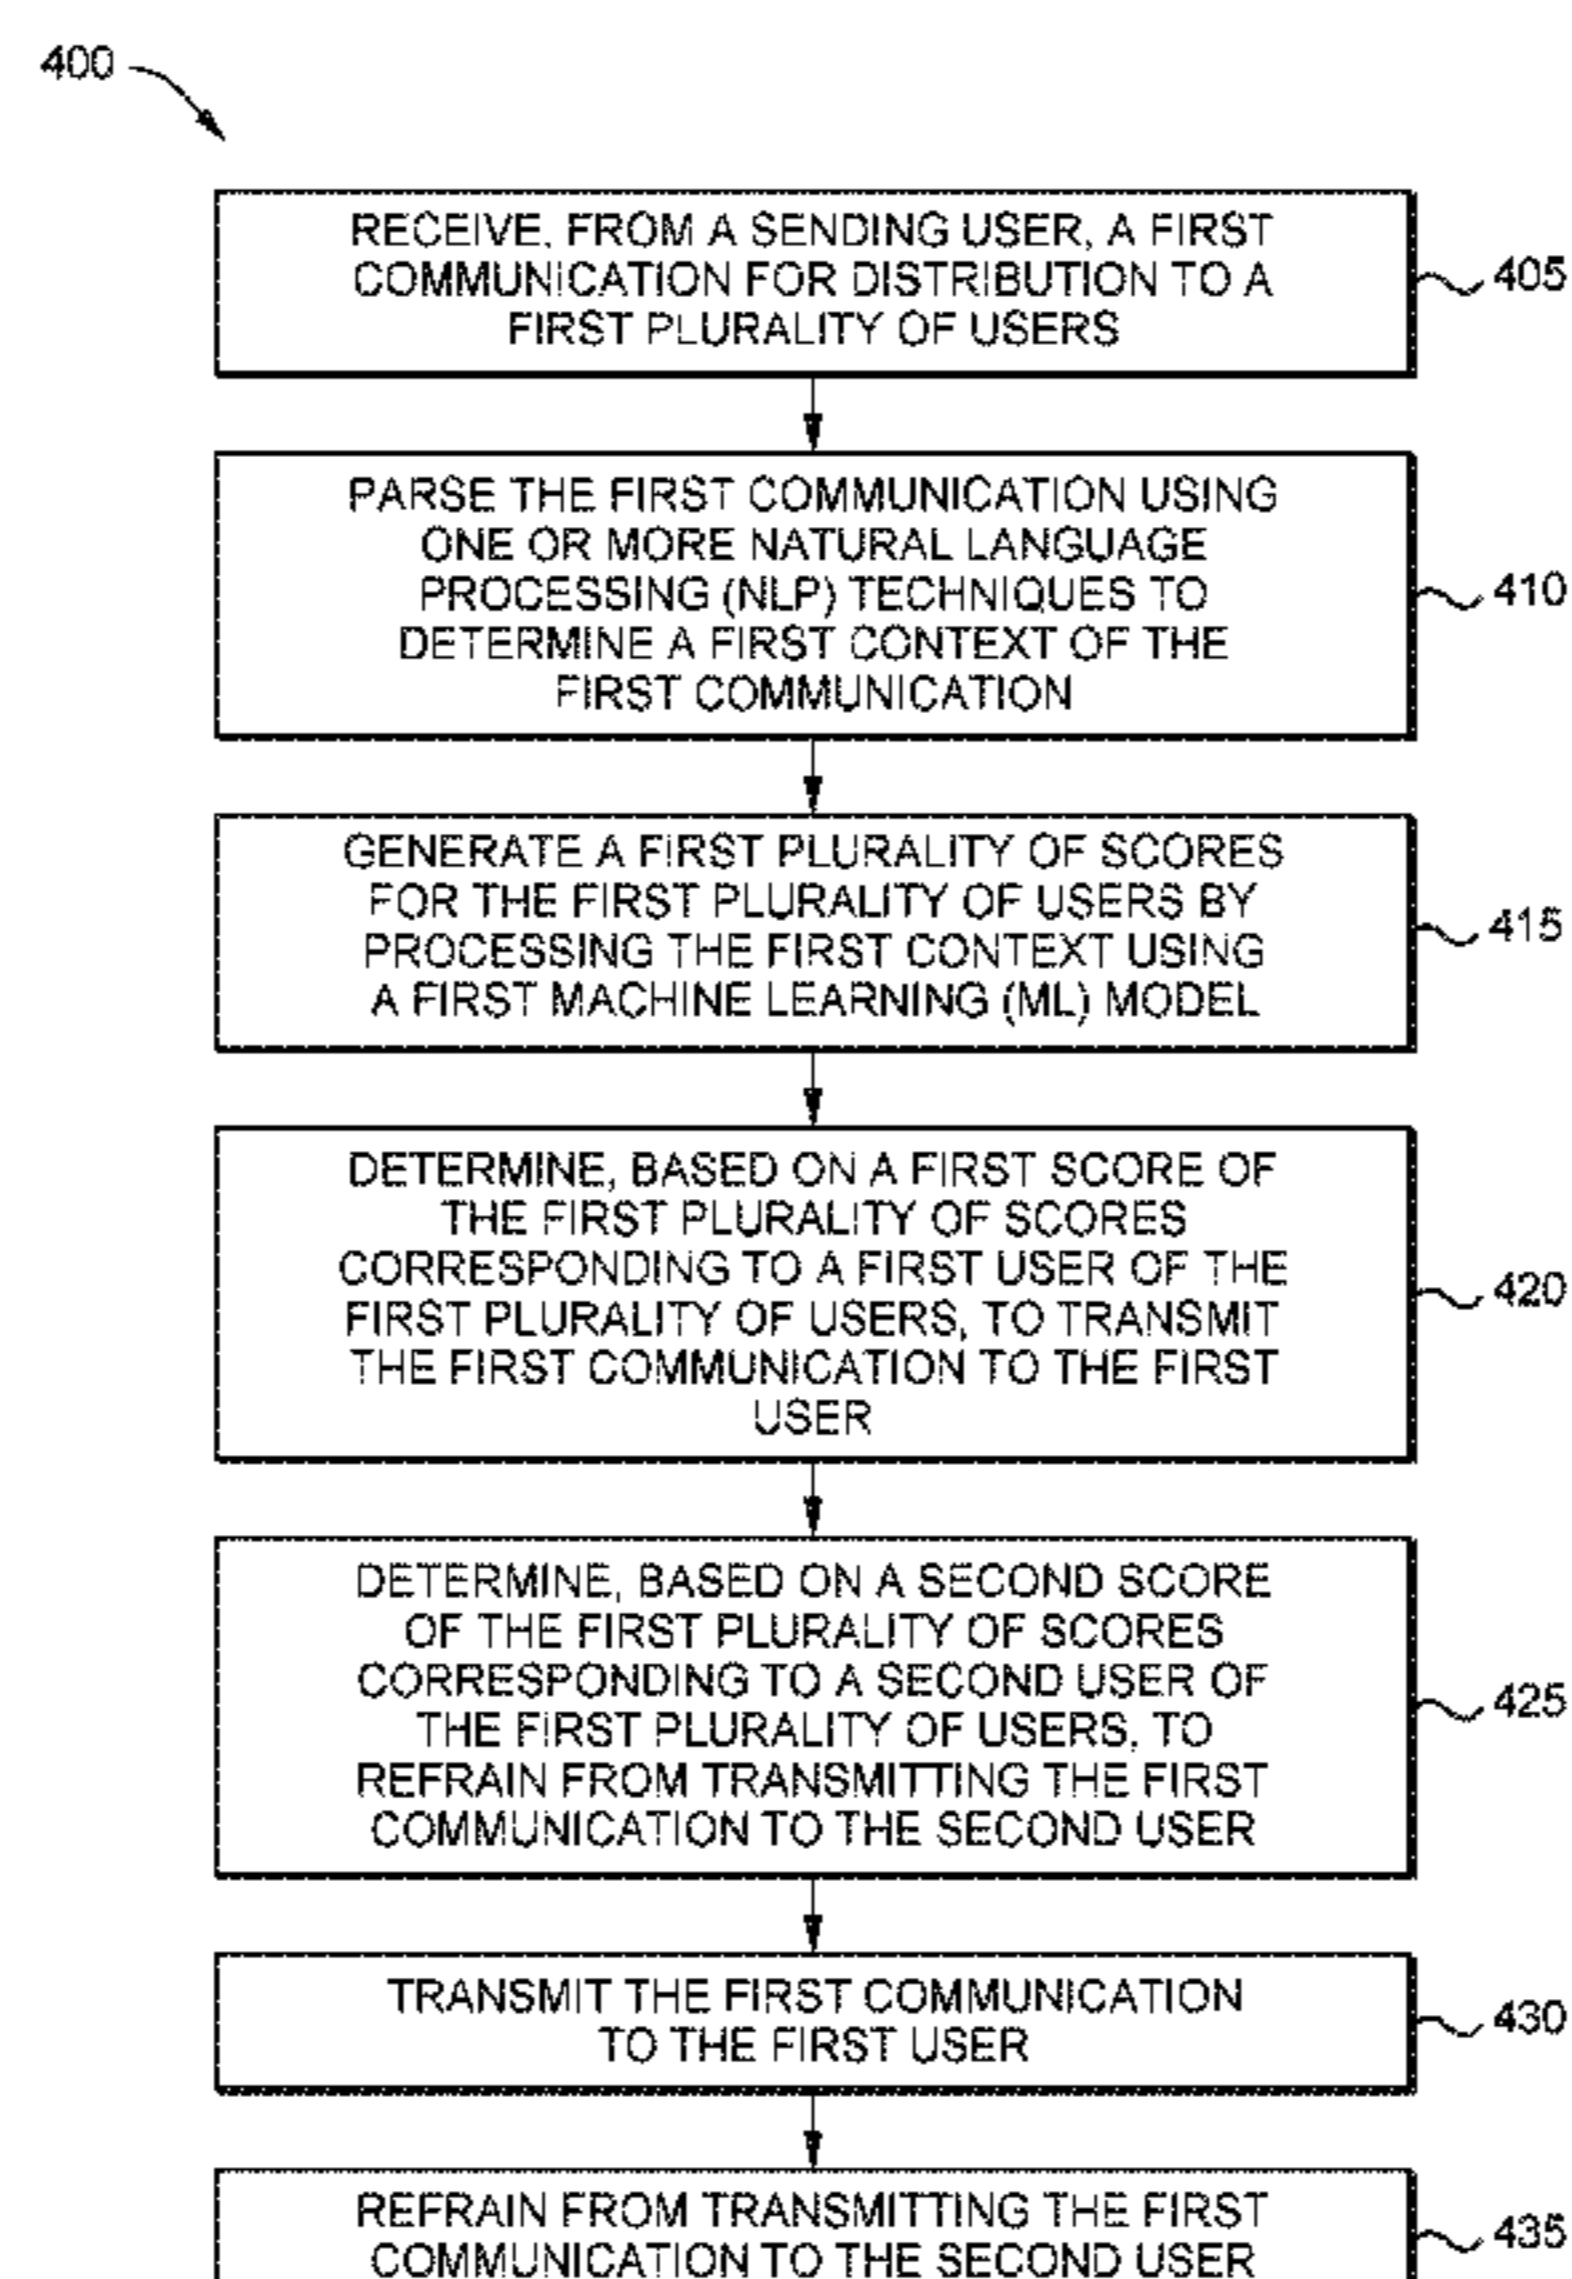 400
RECEIVE, FROM A SENDING USER, A FIRST
COMMUNICATION FOR DISTRIBUTION TO A
FIRST PLURALITY OF USERS
405
PARSE THE FIRST COMMUNICATION USING
ONE OR MORE NATURAL LANGUAGE
PROCESSING (NLP) TECHNIQUES TO
DETERMINE A FIRST CONTEXT OF THE
FIRST COMMUNICATION
410
GENERATE A FIRST PLURALITY OF SCORES
FOR THE FIRST PLURALITY OF USERS BY
PROCESSING THE FIRST CONTEXT USING
A FIRST MACHINE LEARNING (ML) MODEL
415
DETERMINE, BASED ON A FIRST SCORE OF
THE FIRST PLURALITY OF SCORES
CORRESPONDING TO A FIRST USER OF THE
FIRST PLURALITY OF USERS, TO TRANSMIT
THE FIRST COMMUNICATION TO THE FIRST
USER
420
DETERMINE, BASED ON A SECOND SCORE
OF THE FIRST PLURALITY OF SCORES
CORRESPONDING TO A SECOND USER OF
THE FIRST PLURALITY OF USERS, TO
REFRAIN FROM TRANSMITTING THE FIRST
COMMUNICATION TO THE SECOND USER
425
TRANSMIT THE FIRST COMMUNICATION
TO THE FIRST USER
430
REFRAIN FROM TRANSMITTING THE FIRST
COMMUNICATION TO THE SECOND USER
435